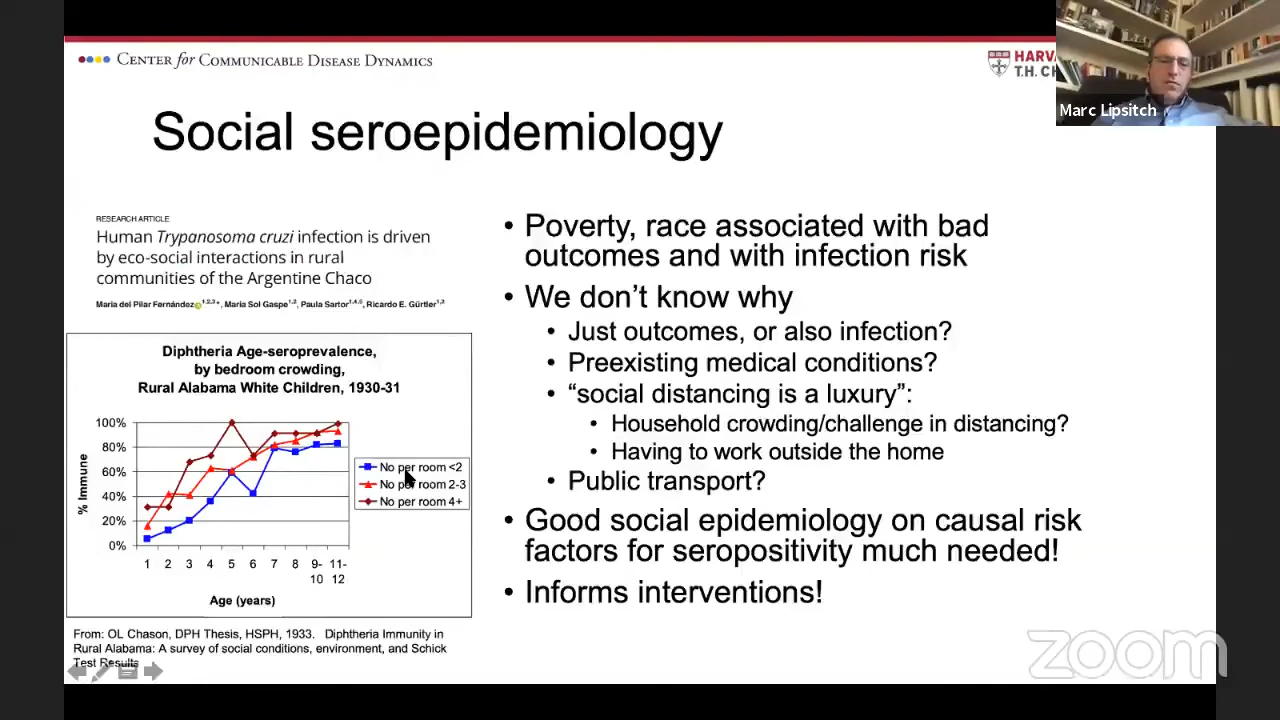 CENTER for COMMUNICABLE DISEASE DYNAMICS
HARV
T.H. CH
Marc Lipsitch
Social seroepidemiology
RESEARCH ARTICLE
Human Trypanosoma cruzi infection is driven
by eco-social interactions in rural
communities of the Argentine Chaco
María del Pilar Fernández, María Sol Gaspe, Paula Sartor, Ricardo E. Gürtler
Diphtheria Age-seroprevalence,
by bedroom crowding,
Rural Alabama White Children, 1930-31
100%
80%
60%
40%
20%
0%
% Immune
1 2 3 4 5 6 7 8 9- 11-
10 12
Age (years)
No per room <2
No per room 2-3
No per room 4+
From: OL Chason, DPH Thesis, HSPH, 1933. Diphtheria Immunity in
Rural Alabama: A survey of social conditions, environment, and Schick
Test Results
• Poverty, race associated with bad
outcomes and with infection risk
• We don’t know why
• Just outcomes, or also infection?
• Preexisting medical conditions?
• “social distancing is a luxury”:
• Household crowding/challenge in distancing?
• Having to work outside the home
• Public transport?
• Good social epidemiology on causal risk
factors for seropositivity much needed!
• Informs interventions!
zoom